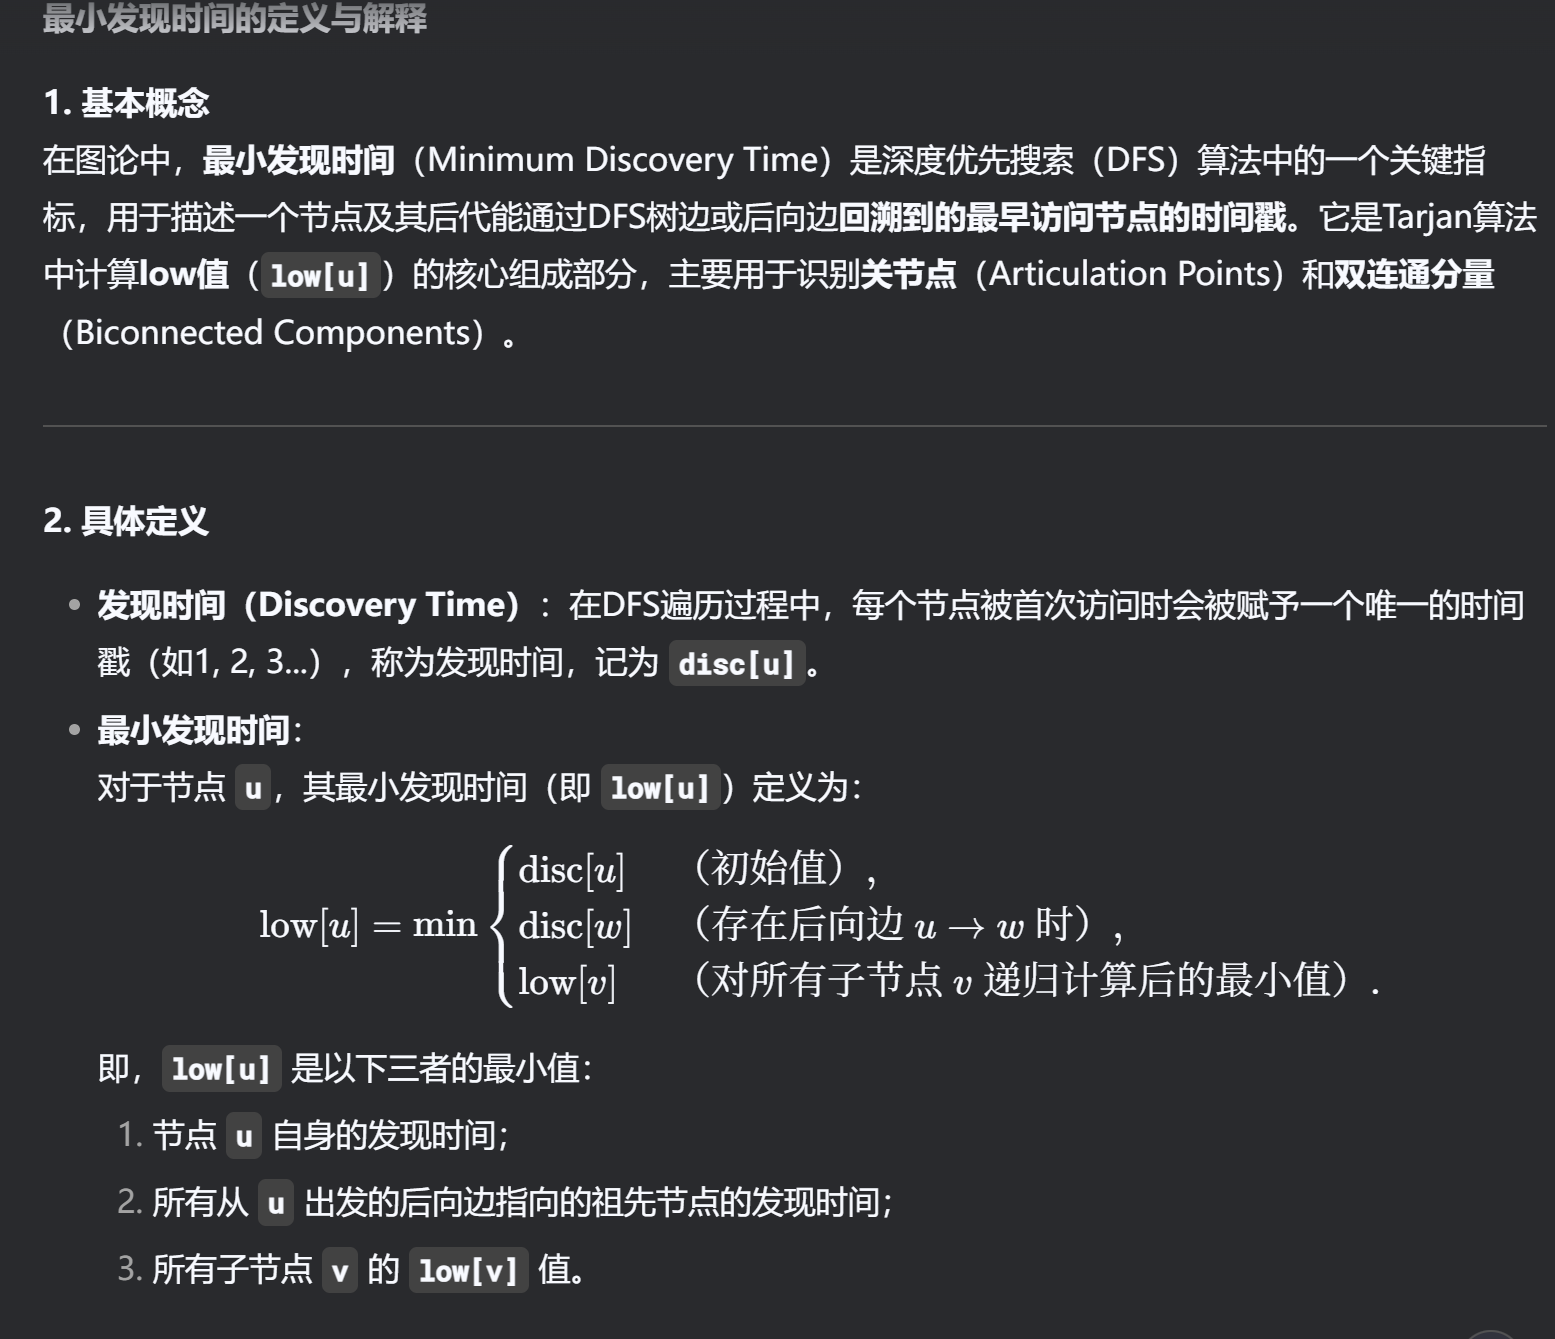 最小发现时间的定义与解释
1. 基本概念
在图论中，最小发现时间（Minimum Discovery Time）是深度优先搜索（DFS）算法中的一个关键指
标，用于描述一个节点及其后代能通过DFS树边或后向边回溯到的最早访问节点的时间戳。它是Tarjan算法
中计算low值（low[u]）的核心组成部分，主要用于识别关节点（Articulation Points）和双连通分量
（Biconnected Components）。
2. 具体定义
• 发现时间（Discovery Time）：在DFS遍历过程中，每个节点被首次访问时会被赋予一个唯一的时间
戳（如1, 2, 3...），称为发现时间，记为 disc[u]。
• 最小发现时间：
对于节点 u，其最小发现时间（即 low[u]）定义为：
disc[u] （初始值）,
low[u] = min { disc[w] （存在后向边 u → w 时）,
low[v] （对所有子节点 v 递归计算后的最小值）.
即，low[u] 是以下三者的最小值：
1. 节点 u 自身的发现时间；
2. 所有从 u 出发的后向边指向的祖先节点的发现时间；
3. 所有子节点 v 的 low[v] 值。